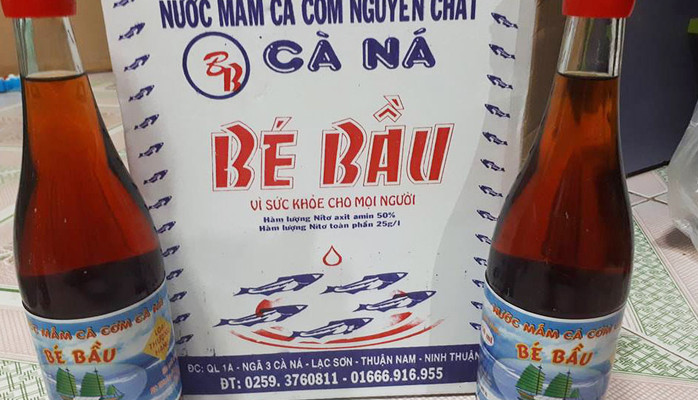 NƯỚC MẮM CÁ CƠM NGUYÊN CHẤT
BB CÀ NÁ
BÉ BẦU
VÌ SỨC KHỎE CHO MỌI NGƯỜI
Hàm lượng Nitơ axit amin 50%
Hàm lượng Nitơ toàn phần 25g/l
ĐC: QL 1A - NGÃ 3 CÀ NÁ - LẠC SƠN - THUẬN NAM - NINH THUẬN
ĐT: 0259. 3760811 - 01666.916.955
NƯỚC MẮM CÁ CƠM CÀ NÁ
BÉ BẦU
NƯỚC MẮM CÁ CƠM
BÉ BẦU